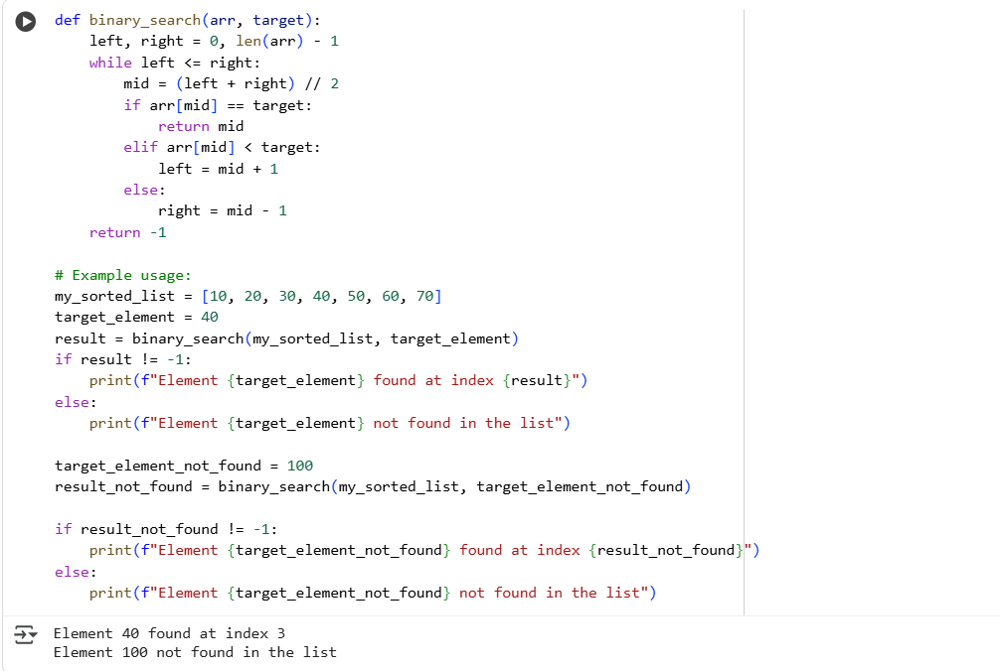 def binary_search(arr, target):
    left, right = 0, len(arr) - 1
    while left <= right:
        mid = (left + right) // 2
        if arr[mid] == target:
            return mid
        elif arr[mid] < target:
            left = mid + 1
        else:
            right = mid - 1
    return -1

# Example usage:
my_sorted_list = [10, 20, 30, 40, 50, 60, 70]
target_element = 40
result = binary_search(my_sorted_list, target_element)
if result != -1:
    print(f"Element {target_element} found at index {result}")
else:
    print(f"Element {target_element} not found in the list")

target_element_not_found = 100
result_not_found = binary_search(my_sorted_list, target_element_not_found)

if result_not_found != -1:
    print(f"Element {target_element_not_found} found at index {result_not_found}")
else:
    print(f"Element {target_element_not_found} not found in the list")
Element 40 found at index 3
Element 100 not found in the list